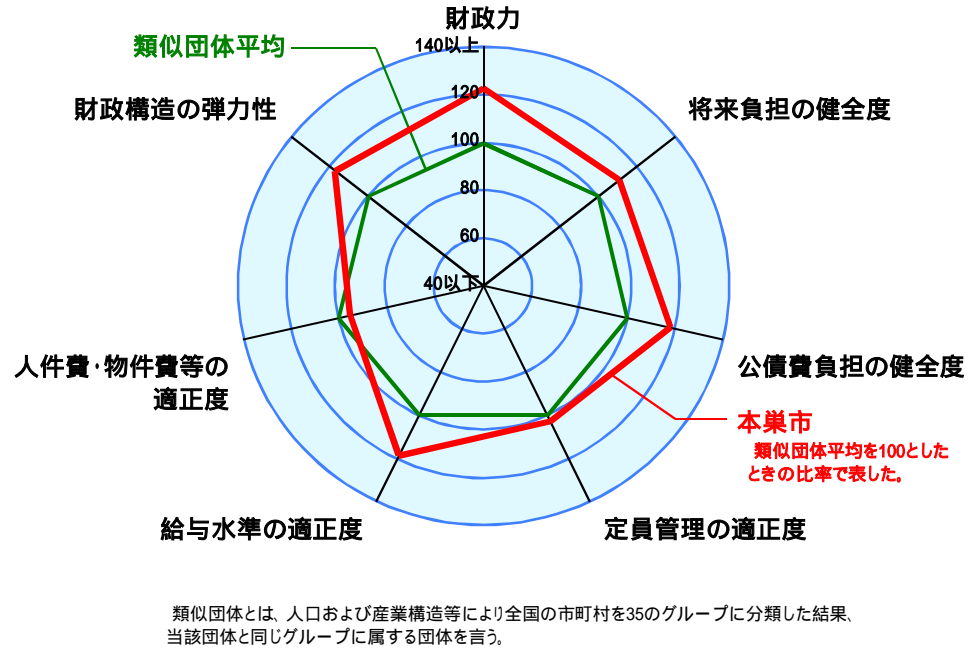 財政力
140以上
類似団体平均
120
財政構造の弾力性
将来負担の健全度
100
80
60
40以下
人件費・物件費等の
適正度
公債費負担の健全度
本巣市
類似団体平均を100とした
ときの比率で表した。
給与水準の適正度
定員管理の適正度
類似団体とは、人口および産業構造等により全国の市町村を35のグループに分類した結果、
当該団体と同じグループに属する団体を言う。